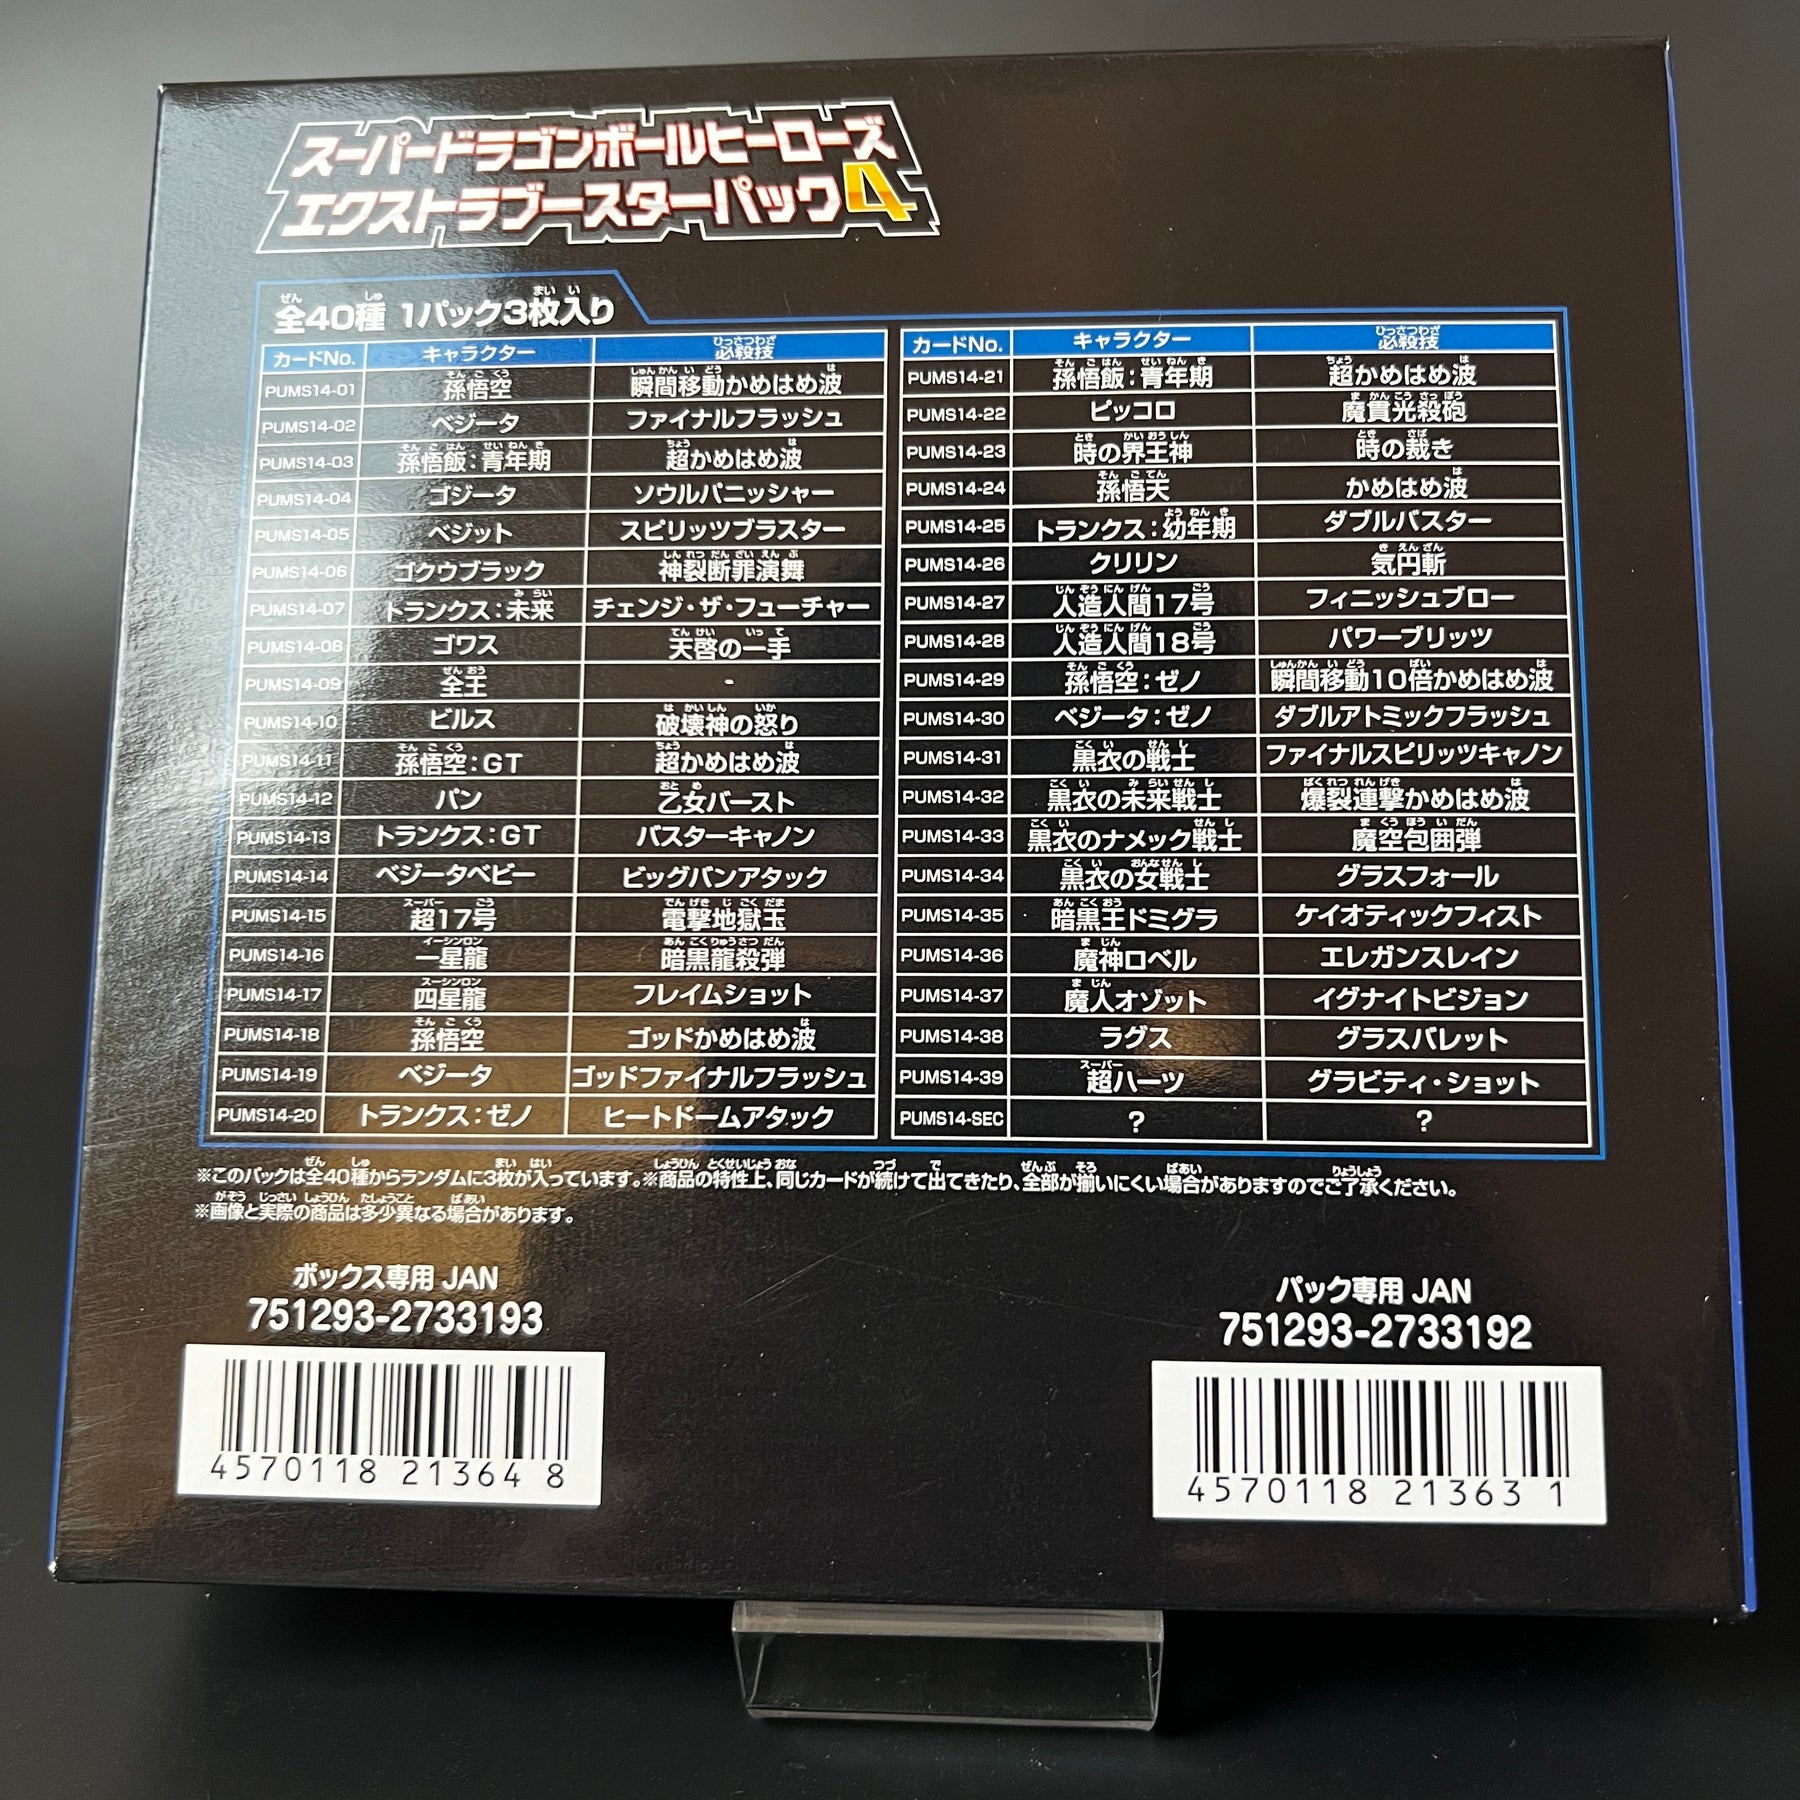 スーパードラゴンボールヒーローズ
エクストラブースターパック4
全40種 1パック3枚入り
カードNo. キャラクター 必殺技
PUMS14-01 孫悟空 瞬間移動かめはめ波
PUMS14-02 ベジータ ファイナルフラッシュ
PUMS14-03 孫悟飯:青年期 超かめはめ波
PUMS14-04 ゴジータ ソウルパニッシャー
PUMS14-05 ベジット スピリッツブラスター
PUMS14-06 ゴクウブラック 神裂断罪演舞
PUMS14-07 トランクス:未来 チェンジ・ザ・フューチャー
PUMS14-08 ゴワス 天啓の一手
PUMS14-09 全王 -
PUMS14-10 ビルス 破壊神の怒り
PUMS14-11 孫悟空:GT 超かめはめ波
PUMS14-12 パン 乙女バースト
PUMS14-13 トランクス:GT バスターキャノン
PUMS14-14 ベジータベビー ビッグバンアタック
PUMS14-15 超17号 電撃地獄玉
PUMS14-16 一星龍 暗黒龍殺弾
PUMS14-17 四星龍 フレイムショット
PUMS14-18 孫悟空 ゴッドかめはめ波
PUMS14-19 ベジータ ゴッドファイナルフラッシュ
PUMS14-20 トランクス:ゼノ ヒートドームアタック
カードNo. キャラクター 必殺技
PUMS14-21 孫悟飯:青年期 超かめはめ波
PUMS14-22 ピッコロ 魔貫光殺砲
PUMS14-23 時の界王神 時の裁き
PUMS14-24 孫悟天 かめはめ波
PUMS14-25 トランクス:幼年期 ダブルバスター
PUMS14-26 クリリン 気円斬
PUMS14-27 人造人間17号 フィニッシュブロー
PUMS14-28 人造人間18号 パワーブリッツ
PUMS14-29 孫悟空:ゼノ 瞬間移動10倍かめはめ波
PUMS14-30 ベジータ:ゼノ ダブルアトミックフラッシュ
PUMS14-31 黒衣の戦士 ファイナルスピリッツキャノン
PUMS14-32 黒衣の未来戦士 爆裂連撃かめはめ波
PUMS14-33 黒衣のナメック戦士 魔空包囲弾
PUMS14-34 黒衣の女戦士 グラスフォール
PUMS14-35 暗黒王ドミグラ ケイオティックフィスト
PUMS14-36 魔神ロベル エレガンスレイン
PUMS14-37 魔人オゾット イグナイトビジョン
PUMS14-38 ラグス グラスバレット
PUMS14-39 超ハーツ グラビティ・ショット
PUMS14-SEC ? ?
※このパックは全40種からランダムに3枚が入っています。※商品の特性上、同じカードが続けて出てきたり、全部が揃いにくい場合がありますのでご了承ください。
※画像と実際の商品は多少異なる場合があります。
ボックス専用 JAN
751293-2733193
4570118 213648
パック専用 JAN
751293-2733192
4570118 213631